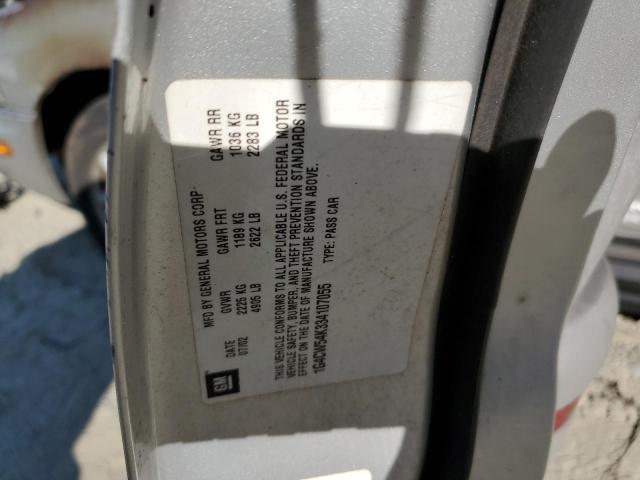 GM
MFD BY GENERAL MOTORS CORP
DATE GVWR GAWR FRT GAWR RR
07/02 2225 KG 1189 KG 1036 KG
4905 LB 2622 LB 2283 LB
THIS VEHICLE CONFORMS TO ALL APPLICABLE U.S. FEDERAL MOTOR
VEHICLE SAFETY, BUMPER, AND THEFT PREVENTION STANDARDS IN
EFFECT ON THE DATE OF MANUFACTURE SHOWN ABOVE.
1G4CW54K334107055 TYPE: PASS CAR